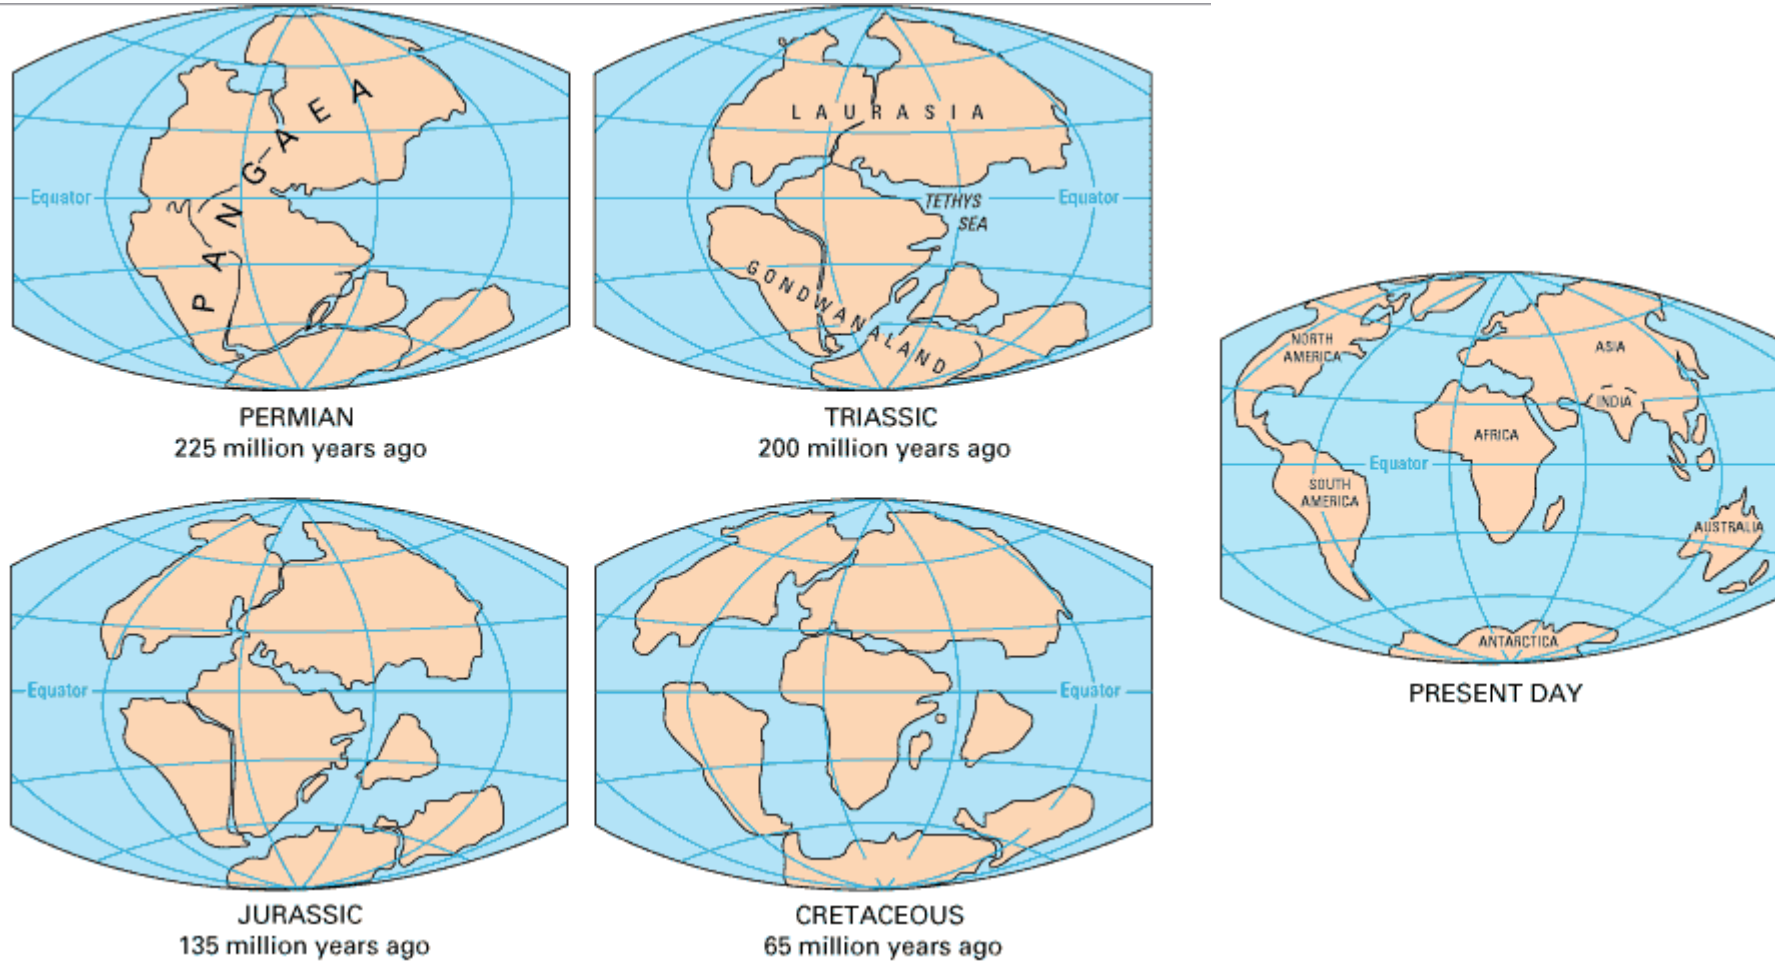 PANGAEA
Equator
PERMIAN
225 million years ago
LAURASIA
TETHYS
SEA
Equator
GONDWANALAND
TRIASSIC
200 million years ago
Equator
JURASSIC
135 million years ago
Equator
CRETACEOUS
65 million years ago
NORTH
AMERICA
ASIA
INDIA
AFRICA
Equator
SOUTH
AMERICA
AUSTRALIA
ANTARCTICA
PRESENT DAY